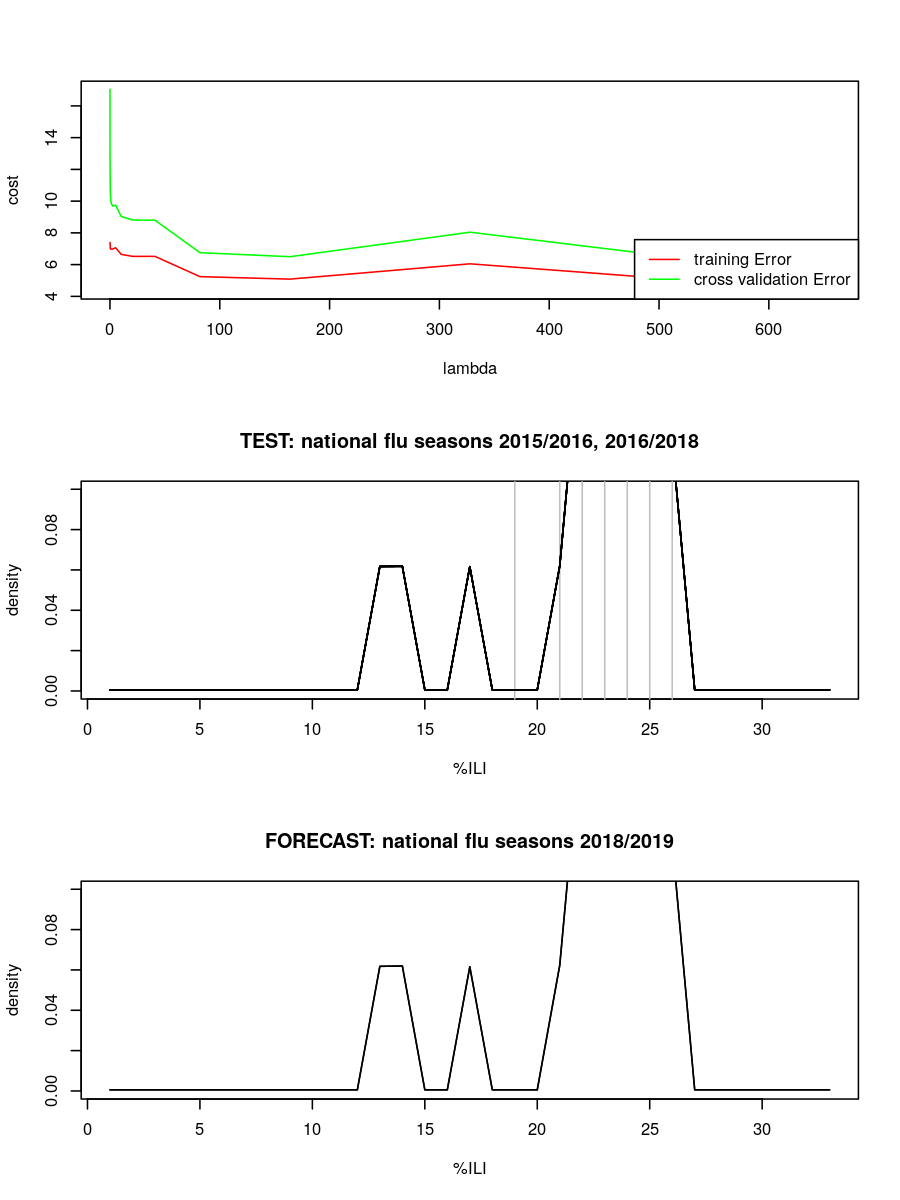 cost
4 6 8 10 14
0 100 200 300 400 500 600
lambda
training Error
cross validation Error
TEST: national flu seasons 2015/2016, 2016/2018
density
0.00 0.04 0.08
0 5 10 15 20 25 30
%ILI
FORECAST: national flu seasons 2018/2019
density
0.00 0.04 0.08
0 5 10 15 20 25 30
%ILI